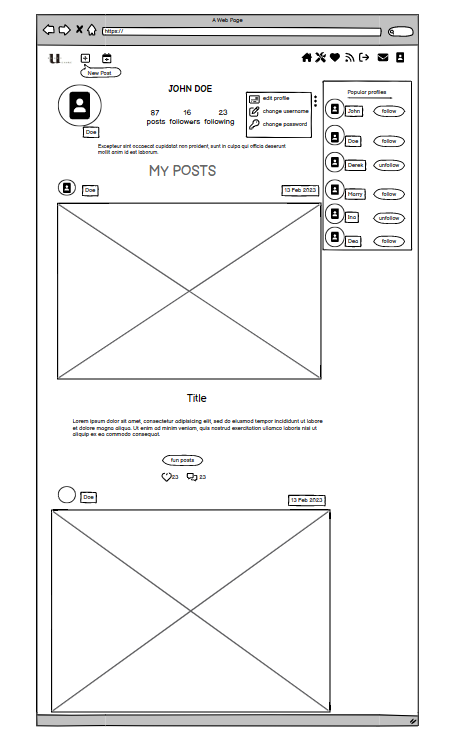 A Web Page
https://
New Post
JOHN DOE
87 16 23
posts followers following
edit profile
change username
change password
Popular profiles
John follow
Doe follow
Derek unfollow
Marry follow
Ina unfollow
Dea follow
Doe
Excepteur sint occaecat cupidatat non proident, sunt in culpa qui officia deserunt
mollit anim id est laborum.
MY POSTS
Doe 13 Feb 2023
Title
Lorem ipsum dolor sit amet, consectetur adipisicing elit, sed do eiusmod tempor incididunt ut labore
et dolore magna aliqua. Ut enim ad minim veniam, quis nostrud exercitation ullamco laboris nisi ut
aliquip ex ea commodo consequat.
fun posts
23 23
Doe 13 Feb 2023